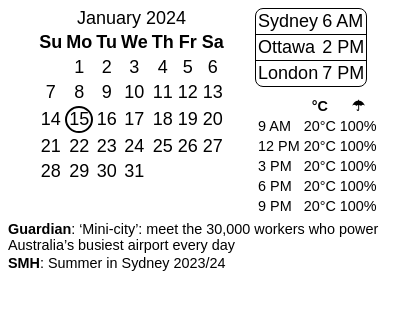 January 2024
Su Mo Tu We Th Fr Sa
1 2 3 4 5 6
7 8 9 10 11 12 13
14 15 16 17 18 19 20
21 22 23 24 25 26 27
28 29 30 31
Sydney 6 AM
Ottawa 2 PM
London 7 PM
°C ☂
9 AM 20°C 100%
12 PM 20°C 100%
3 PM 20°C 100%
6 PM 20°C 100%
9 PM 20°C 100%
Guardian: ‘Mini-city’: meet the 30,000 workers who power
Australia’s busiest airport every day
SMH: Summer in Sydney 2023/24